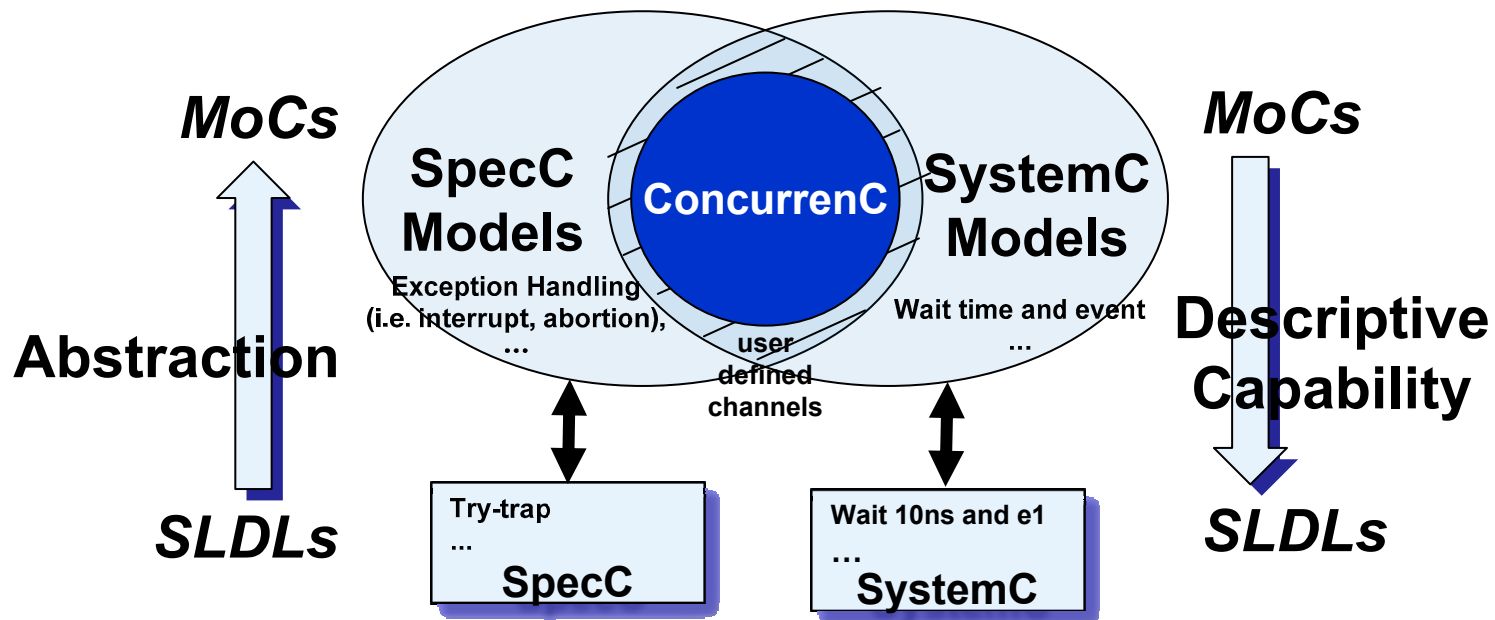 MoCs
MoCs
SpecC
Models
ConcurrenC
SystemC
Models
Exception Handling
(i.e. interrupt, abortion),
...
Wait time and event
...
user
defined
channels
Abstraction
Descriptive
Capability
Try-trap
...
SpecC
Wait 10ns and e1
...
SystemC
SLDLs
SLDLs